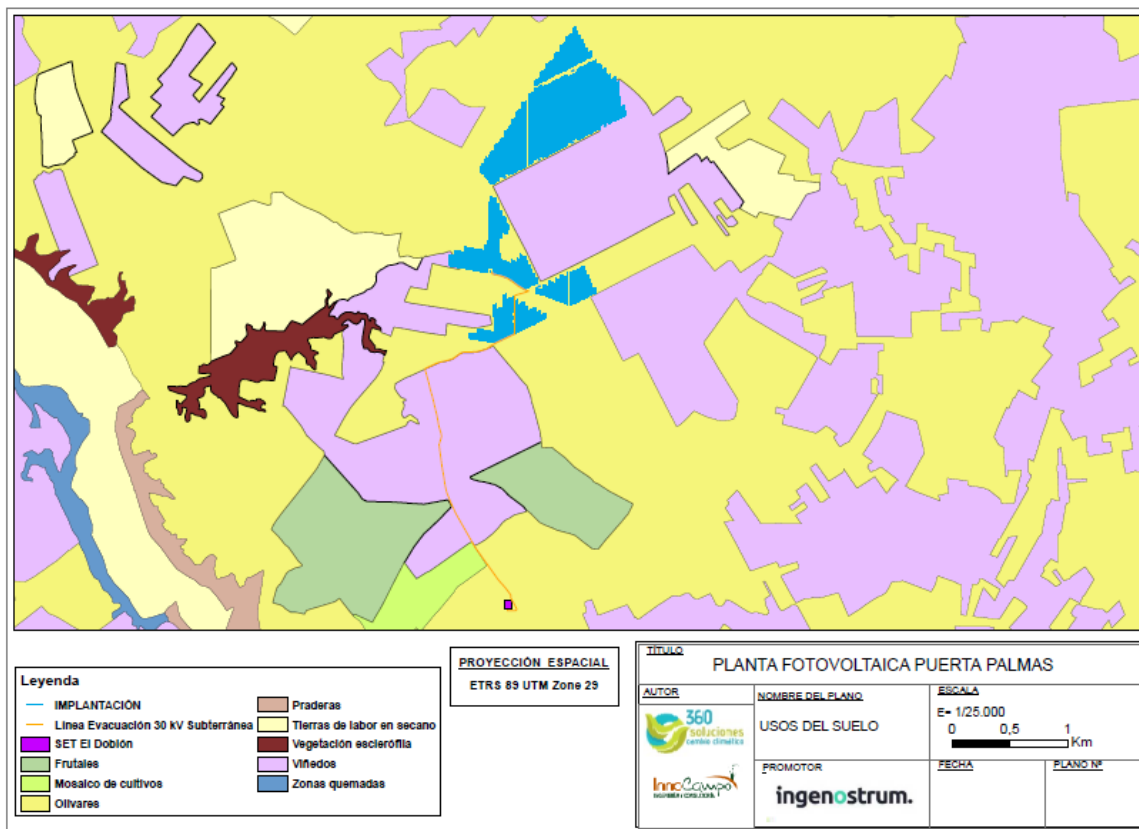 Leyenda
IMPLANTACIÓN
Linea Evacuación 30 kV Subterránea
SET El Doblón
Frutales
Mosaico de cultivos
Olivares
Praderas
Tierras de labor en secano
Vegetación esclerófila
Viñedos
Zonas quemadas
PROYECCIÓN ESPACIAL
ETRS 89 UTM Zone 29
TÍTULO
PLANTA FOTOVOLTAICA PUERTA PALMAS
AUTOR
360
soluciones
cambio climático
InnoCampo
INGENIERÍA Y CONSULTORÍA
NOMBRE DEL PLANO
USOS DEL SUELO
ESCALA
E= 1/25.000
0 0,5 1
Km
PROMOTOR
ingenostrum.
FECHA
PLANO Nº